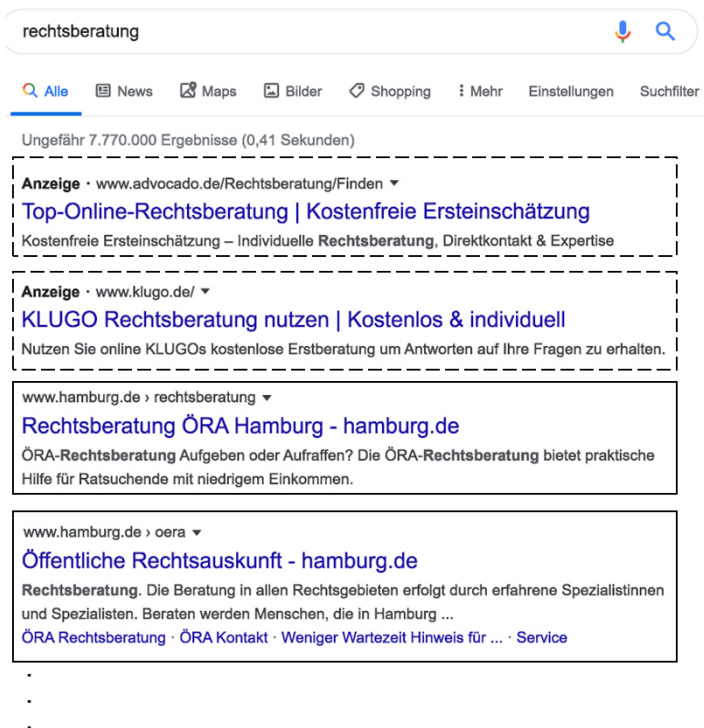 rechtsberatung
Alle News Maps Bilder Shopping Mehr Einstellungen Suchfilter
Ungefähr 7.770.000 Ergebnisse (0,41 Sekunden)
Anzeige · www.advocado.de/Rechtsberatung/Finden
Top-Online-Rechtsberatung | Kostenfreie Ersteinschätzung
Kostenfreie Ersteinschätzung – Individuelle Rechtsberatung, Direktkontakt & Expertise
Anzeige · www.klugo.de/
KLUGO Rechtsberatung nutzen | Kostenlos & individuell
Nutzen Sie online KLUGOs kostenlose Erstberatung um Antworten auf Ihre Fragen zu erhalten.
www.hamburg.de › rechtsberatung
Rechtsberatung ÖRA Hamburg - hamburg.de
ÖRA-Rechtsberatung Aufgeben oder Aufraffen? Die ÖRA-Rechtsberatung bietet praktische
Hilfe für Ratsuchende mit niedrigem Einkommen.
www.hamburg.de › oera
Öffentliche Rechtsauskunft - hamburg.de
Rechtsberatung. Die Beratung in allen Rechtsgebieten erfolgt durch erfahrene Spezialistinnen
und Spezialisten. Beraten werden Menschen, die in Hamburg ...
ÖRA Rechtsberatung · ÖRA Kontakt · Weniger Wartezeit Hinweis für ... · Service
.
.
.